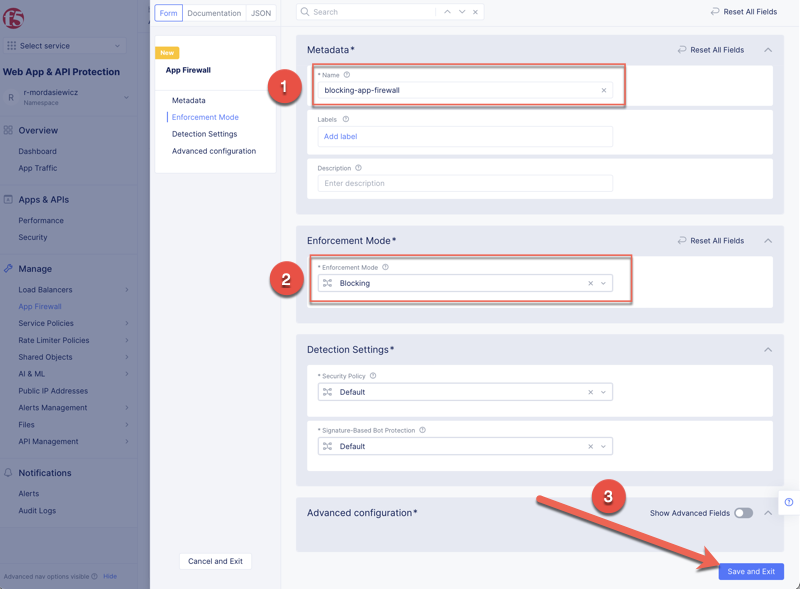 f5
Select service
Web App & API Protection
R
r-mordasiewicz
Namespace
Overview
Dashboard
App Traffic
Apps & APIs
Performance
Security
Manage
Load Balancers
App Firewall
Service Policies
Rate Limiter Policies
Shared Objects
AI & ML
Public IP Addresses
Alerts Management
Files
API Management
Notifications
Alerts
Audit Logs
Advanced nav options visible
Hide
Form
Documentation
JSON
New
App Firewall
Metadata
Enforcement Mode
Detection Settings
Advanced configuration
Cancel and Exit
Search
Reset All Fields
Metadata*
Reset All Fields
1
* Name
blocking-app-firewall
Labels
Add label
Description
Enter description
Enforcement Mode*
Reset All Fields
2
* Enforcement Mode
Blocking
Detection Settings*
* Security Policy
Default
* Signature-Based Bot Protection
Default
3
Advanced configuration*
Show Advanced Fields
Save and Exit